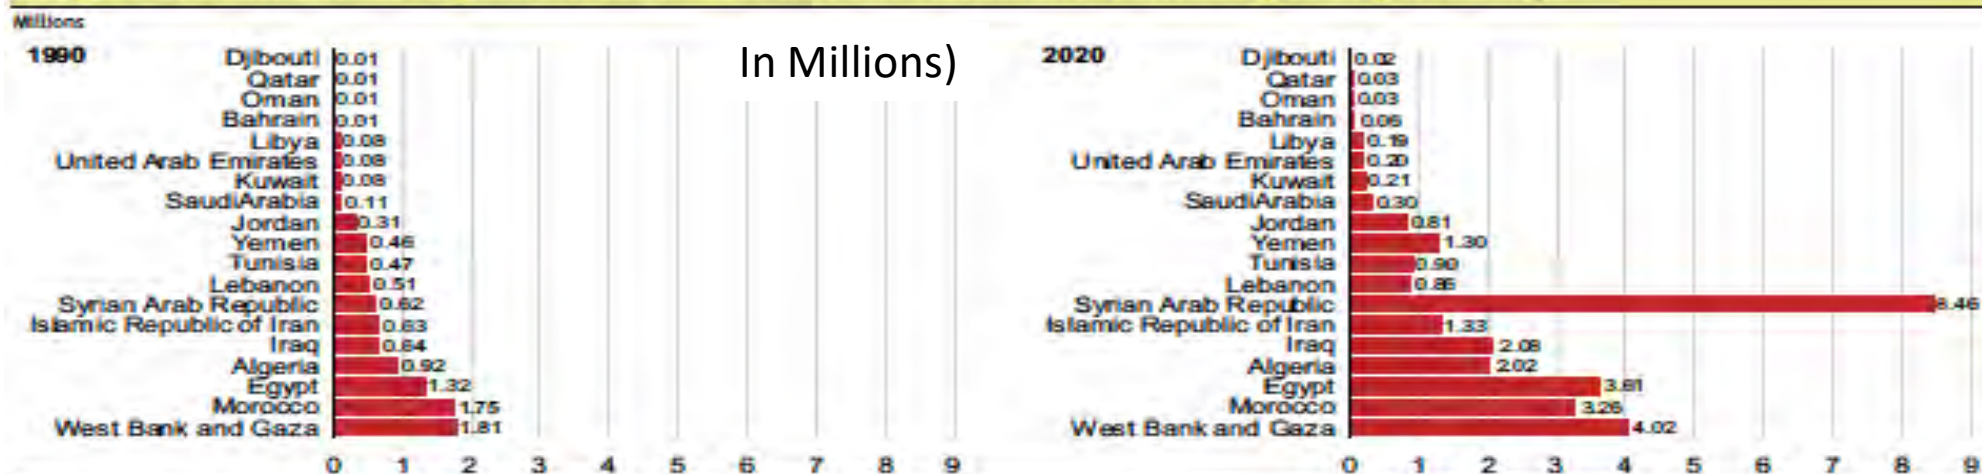 Millions
In Millions)
1990
Djibouti 0.01
Qatar 0.01
Oman 0.01
Bahrain 0.01
Libya 0.08
United Arab Emirates 0.08
Kuwait 0.08
SaudiArabia 0.11
Jordan 0.31
Yemen 0.46
Tunisia 0.47
Lebanon 0.51
Syrian Arab Republic 0.62
Islamic Republic of Iran 0.63
Iraq 0.64
Algeria 0.92
Egypt 1.32
Morocco 1.75
West Bank and Gaza 1.81
0 1 2 3 4 5 6 7 8 9
2020
Djibouti 0.02
Qatar 0.03
Oman 0.03
Bahrain 0.06
Libya 0.19
United Arab Emirates 0.20
Kuwait 0.21
SaudiArabia 0.30
Jordan 0.81
Yemen 1.30
Tunisia 0.90
Lebanon 0.86
Syrian Arab Republic 8.46
Islamic Republic of Iran 1.33
Iraq 2.08
Algeria 2.02
Egypt 3.61
Morocco 3.26
West Bank and Gaza 4.02
0 1 2 3 4 5 6 7 8 9